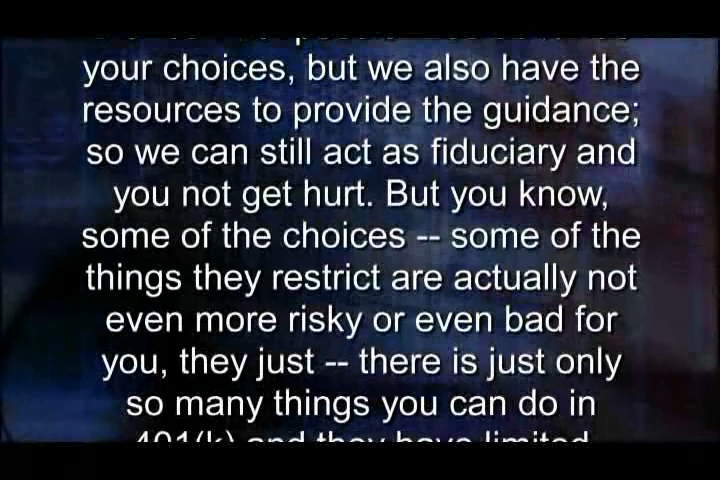 your choices, but we also have the
resources to provide the guidance;
so we can still act as fiduciary and
you not get hurt. But you know,
some of the choices -- some of the
things they restrict are actually not
even more risky or even bad for
you, they just -- there is just only
so many things you can do in
401(k) and they have limited